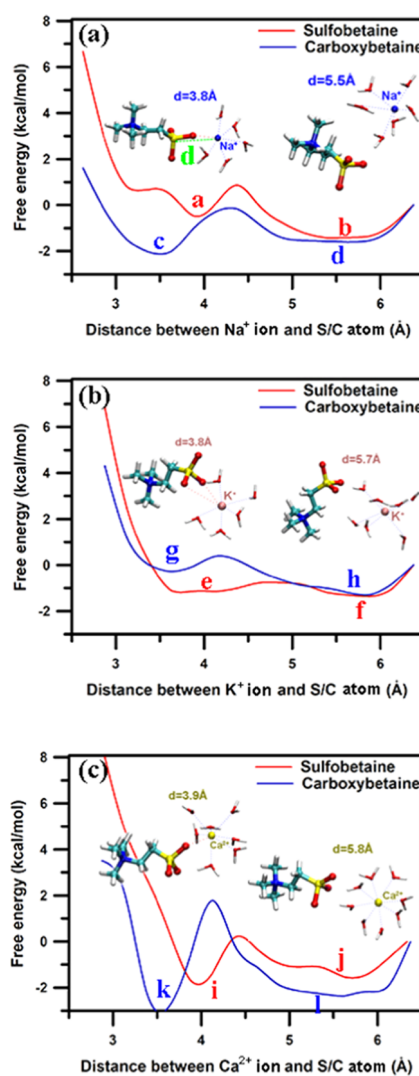 (a)
Sulfobetaine
Carboxybetaine
Free energy (kcal/mol)
8
6
4
2
0
-2
d=3.8Å
d=5.5Å
Na⁺
Na⁺
d
a
b
c
d
3
4
5
6
Distance between Na⁺ ion and S/C atom (Å)
(b)
Sulfobetaine
Carboxybetaine
Free energy (kcal/mol)
8
6
4
2
0
-2
d=3.8Å
d=5.7Å
K⁺
K⁺
g
e
h
f
3
4
5
6
Distance between K⁺ ion and S/C atom (Å)
(c)
Sulfobetaine
Carboxybetaine
Free energy (kcal/mol)
8
6
4
2
0
-2
d=3.9Å
d=5.8Å
Ca²⁺
Ca²⁺
k
i
j
l
3
4
5
6
Distance between Ca²⁺ ion and S/C atom (Å)